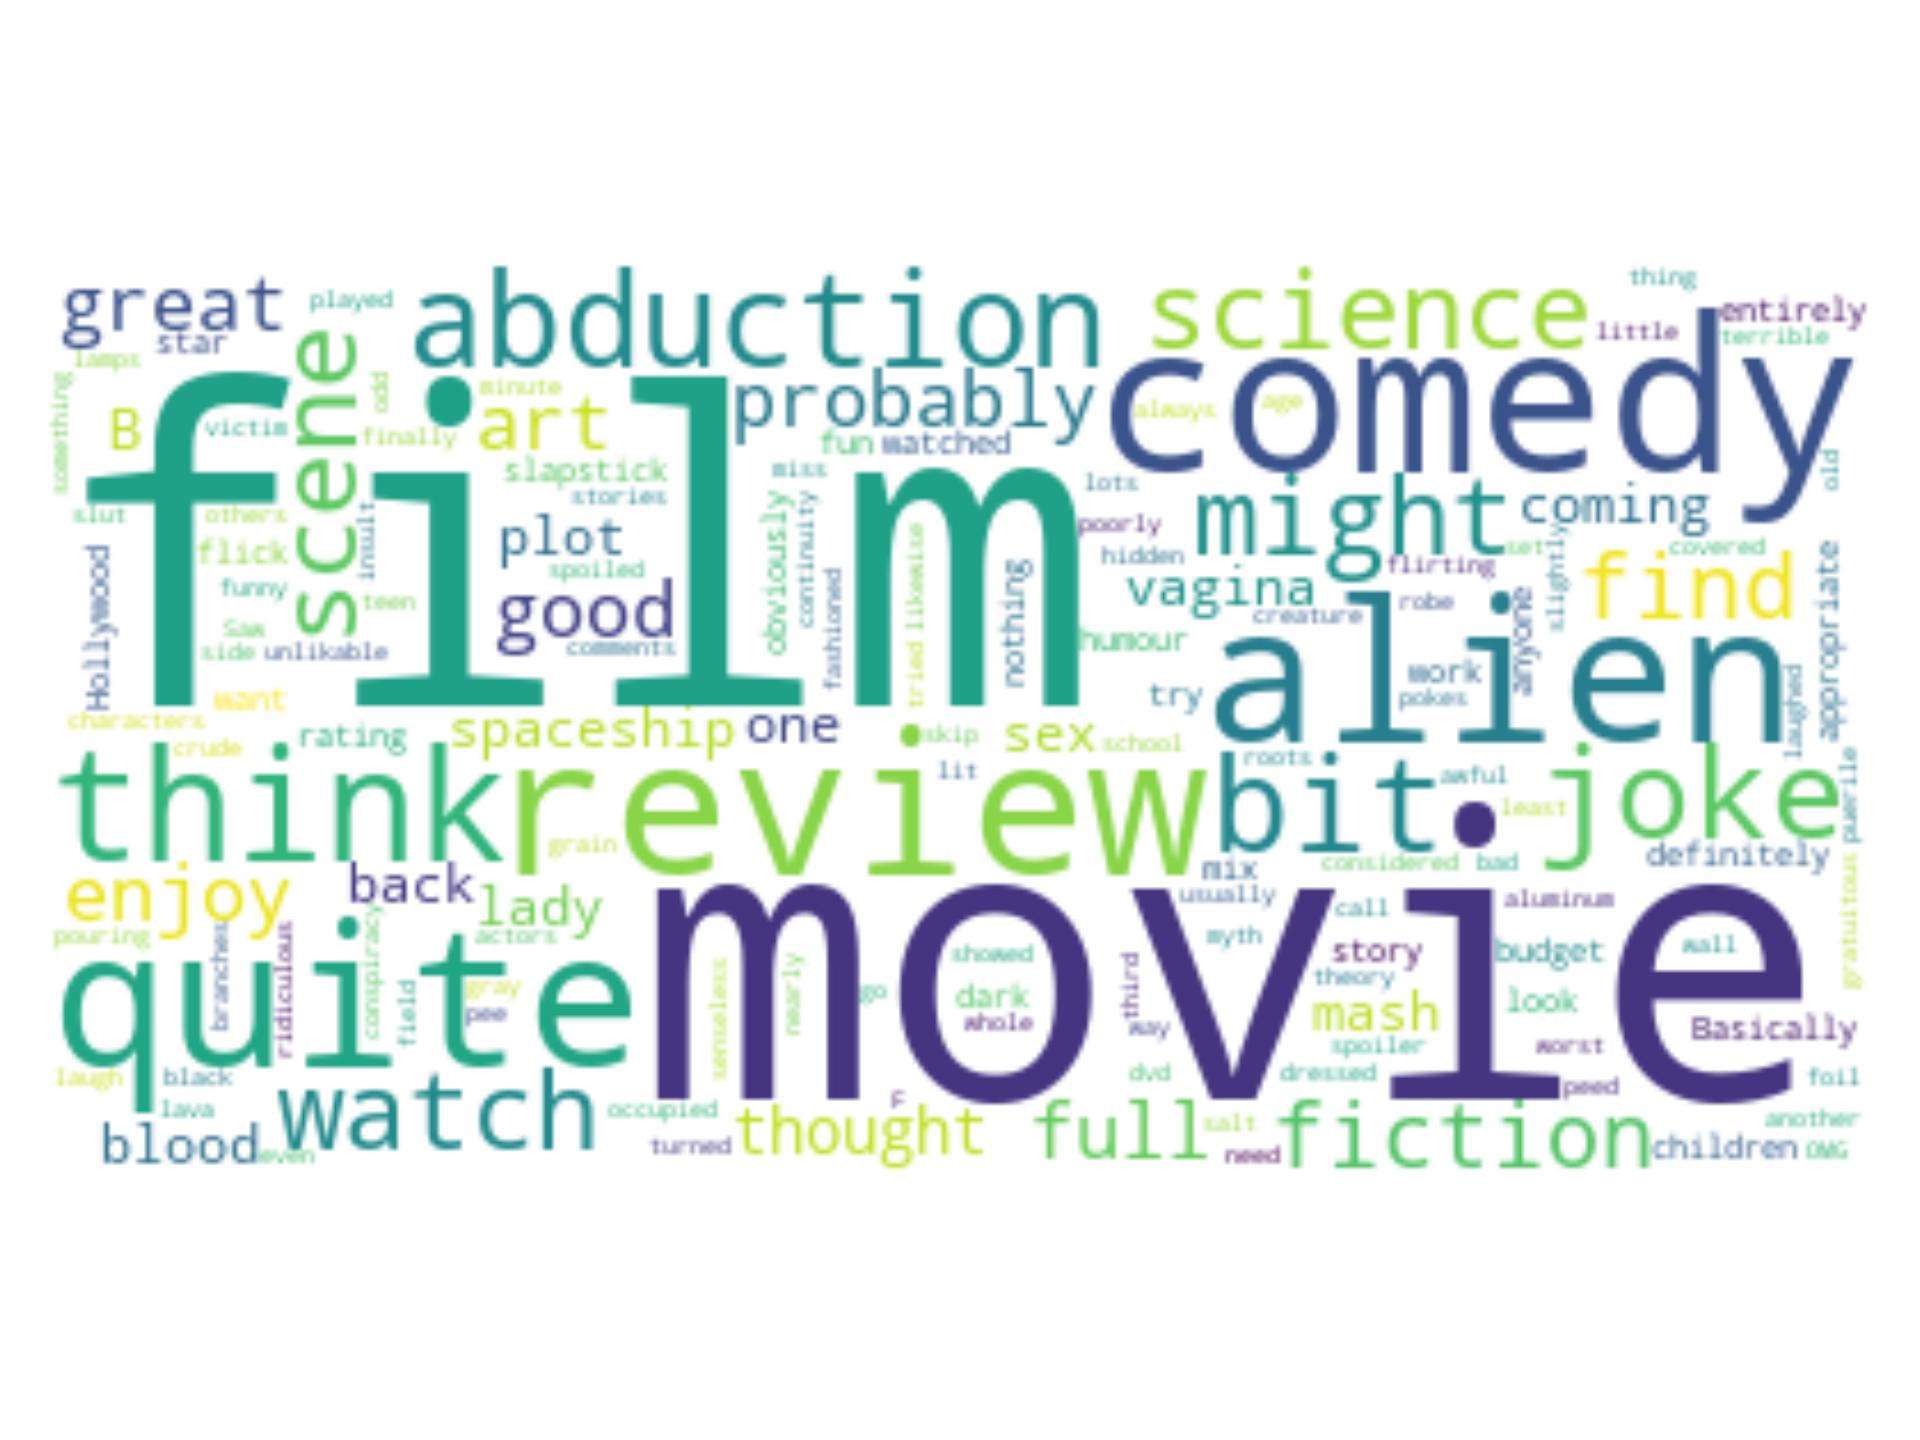 great
played
abduction
science
thing
entirely
star
little
terrible
lamps
scene
film
comedy
something
odd
minute
probably
always
age
B
victim
finally
art
fun
watched
slapstick
miss
old
stories
lots
might
coming
slut
others
insult
plot
obviously
continuity
poorly
flick
spoiled
hidden
set
slightly
covered
flirting
find
Hollywood
funny
teen
good
fashioned
tried
likewise
nothing
vagina
robe
anyone
appropriate
creature
Saw
side
unlikable
comments
humour
alien
work
pokes
want
characters
spaceship
one
try
laughed
crude
rating
skip
sex
school
think
review
lit
roots
bit
awful
joke
puerile
least
grain
considered
bad
definitely
enjoy
back
lady
mix
movie
usually
call
aluminum
gratuitous
pouring
branches
ridiculous
conspiracy
actors
myth
story
budget
wall
quite
field
gray
pee
senseless
nearly
showed
go
dark
whole
third
way
theory
mash
look
Basically
spoiler
worst
laugh
black
dvd
dressed
peed
foil
lava
watch
occupied
F
thought
full
salt
fiction
another
blood
even
turned
need
children
OMG